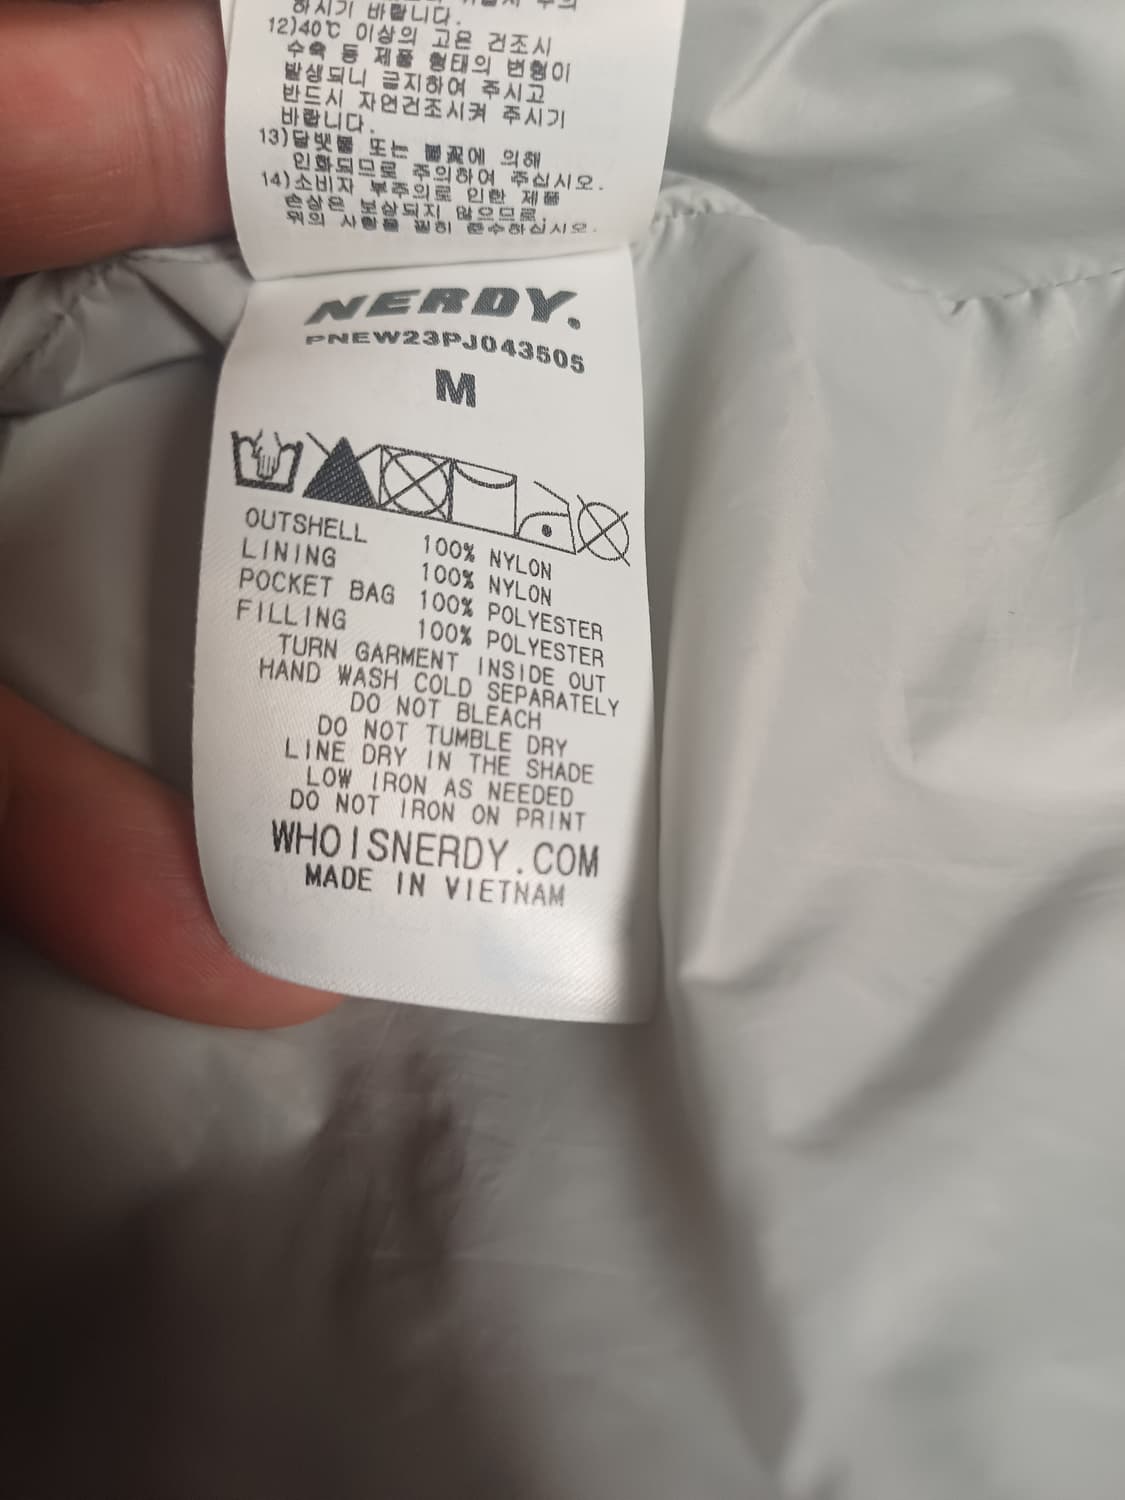 하시기 바랍니다.
12)40℃ 이상의 고온 건조시
수축 등 제품 형태의 변형이
발생되니 금지하여 주시고
반드시 자연건조시켜 주시기
바랍니다.
13)담뱃불 또는 불꽃에 의해
인화되므로 주의하여 주십시오.
14)소비자 부주의로 인한 제품
손상은 보상되지 않으므로,
위의 사항을 필히 준수하십시오.
NERDY.
PNEW23PJ043505
M
OUTSHELL 100% NYLON
LINING 100% NYLON
POCKET BAG 100% POLYESTER
FILLING 100% POLYESTER
TURN GARMENT INSIDE OUT
HAND WASH COLD SEPARATELY
DO NOT BLEACH
DO NOT TUMBLE DRY
LINE DRY IN THE SHADE
LOW IRON AS NEEDED
DO NOT IRON ON PRINT
WHOISNERDY.COM
MADE IN VIETNAM